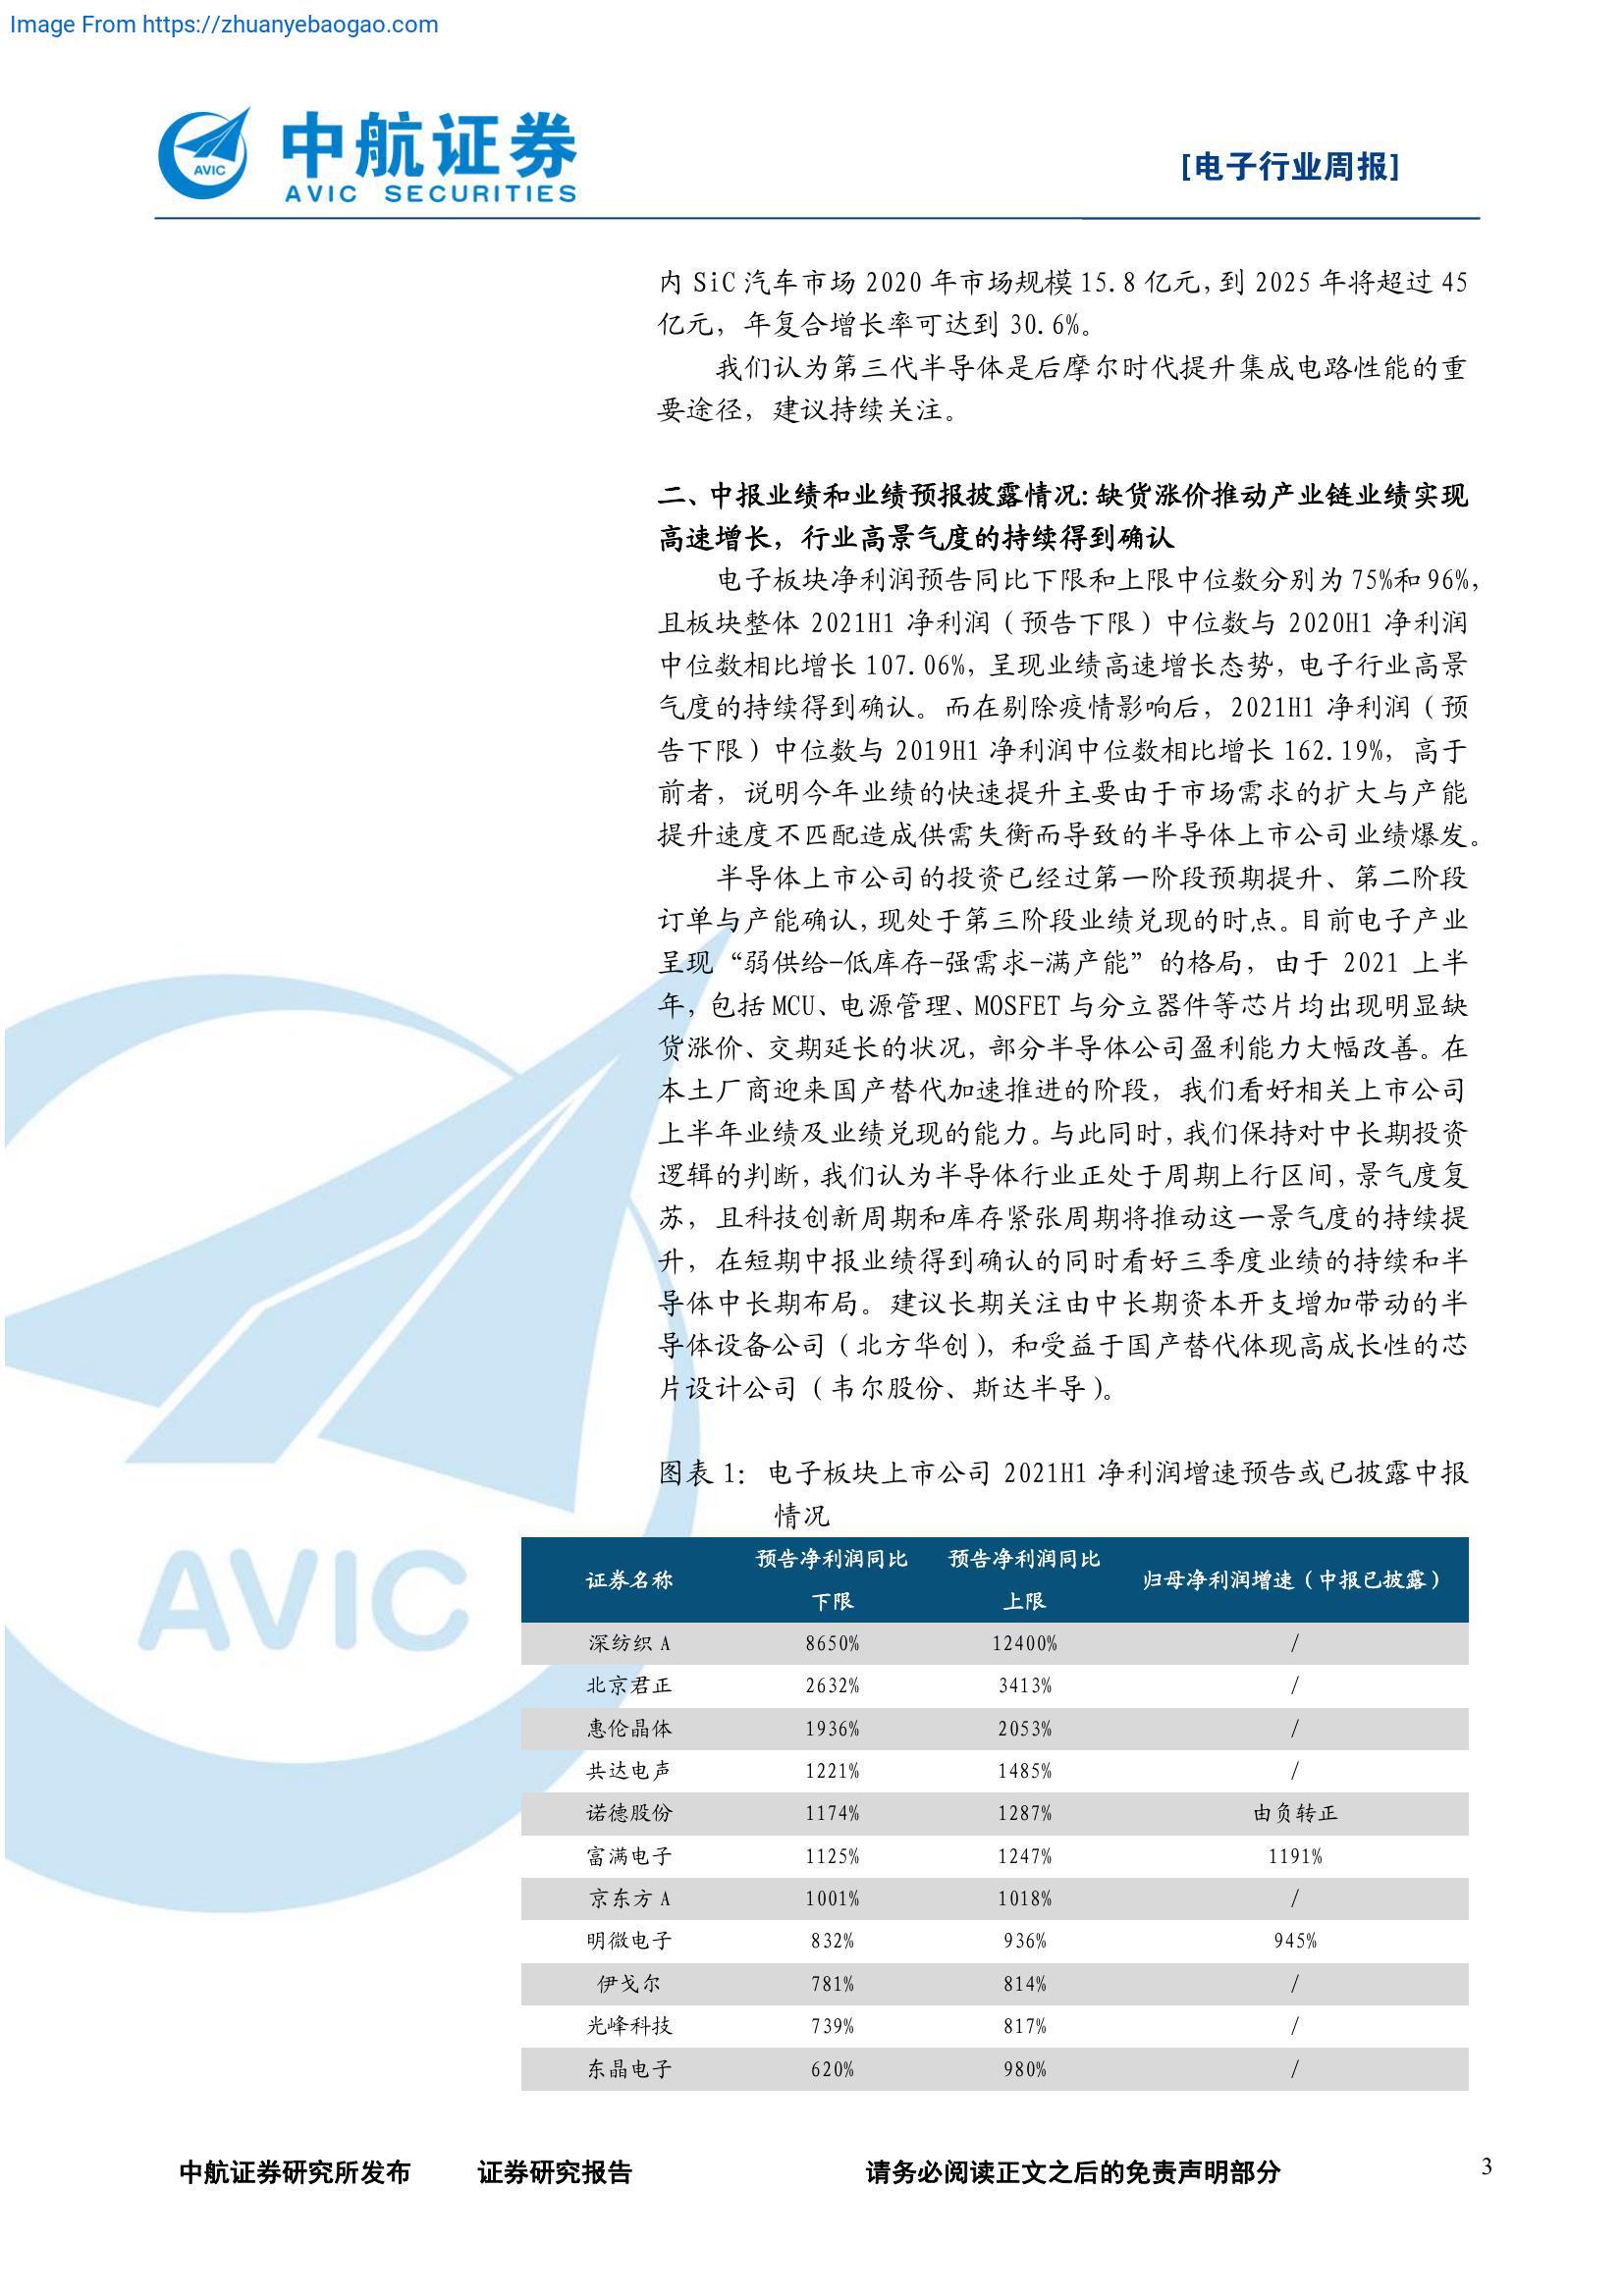 Image From https://zhuanyebaogao.com
中航证券
AVIC SECURITIES
AVIC
[电子行业周报]
内 SiC 汽车市场 2020 年市场规模 15.8 亿元,到 2025 年将超过 45
亿元，年复合增长率可达到 30.6%。
我们认为第三代半导体是后摩尔时代提升集成电路性能的重
要途径，建议持续关注。
二、中报业绩和业绩预报披露情况:缺货涨价推动产业链业绩实现
高速增长，行业高景气度的持续得到确认
电子板块净利润预告同比下限和上限中位数分别为 75%和 96%，
且板块整体 2021H1 净利润（预告下限）中位数与 2020H1 净利润
中位数相比增长 107.06%，呈现业绩高速增长态势，电子行业高景
气度的持续得到确认。而在剔除疫情影响后，2021H1 净利润（预
告下限）中位数与 2019H1 净利润中位数相比增长 162.19%，高于
前者，说明今年业绩的快速提升主要由于市场需求的扩大与产能
提升速度不匹配造成供需失衡而导致的半导体上市公司业绩爆发。
半导体上市公司的投资已经过第一阶段预期提升、第二阶段
订单与产能确认,现处于第三阶段业绩兑现的时点。目前电子产业
呈现“弱供给-低库存-强需求-满产能”的格局，由于 2021 上半
年，包括 MCU、电源管理、MOSFET 与分立器件等芯片均出现明显缺
货涨价、交期延长的状况，部分半导体公司盈利能力大幅改善。在
本土厂商迎来国产替代加速推进的阶段，我们看好相关上市公司
上半年业绩及业绩兑现的能力。与此同时,我们保持对中长期投资
逻辑的判断,我们认为半导体行业正处于周期上行区间,景气度复
苏，且科技创新周期和库存紧张周期将推动这一景气度的持续提
升，在短期中报业绩得到确认的同时看好三季度业绩的持续和半
导体中长期布局。建议长期关注由中长期资本开支增加带动的半
导体设备公司（北方华创），和受益于国产替代体现高成长性的芯
片设计公司（韦尔股份、斯达半导）。
图表 1：电子板块上市公司 2021H1 净利润增速预告或已披露中报
情况
证券名称 预告净利润同比下限 预告净利润同比上限 归母净利润增速（中报已披露）
深纺织 A 8650% 12400% /
北京君正 2632% 3413% /
惠伦晶体 1936% 2053% /
共达电声 1221% 1485% /
诺德股份 1174% 1287% 由负转正
富满电子 1125% 1247% 1191%
京东方 A 1001% 1018% /
明微电子 832% 936% 945%
伊戈尔 781% 814% /
光峰科技 739% 817% /
东晶电子 620% 980% /
AVIC
中航证券研究所发布 证券研究报告 请务必阅读正文之后的免责声明部分 3